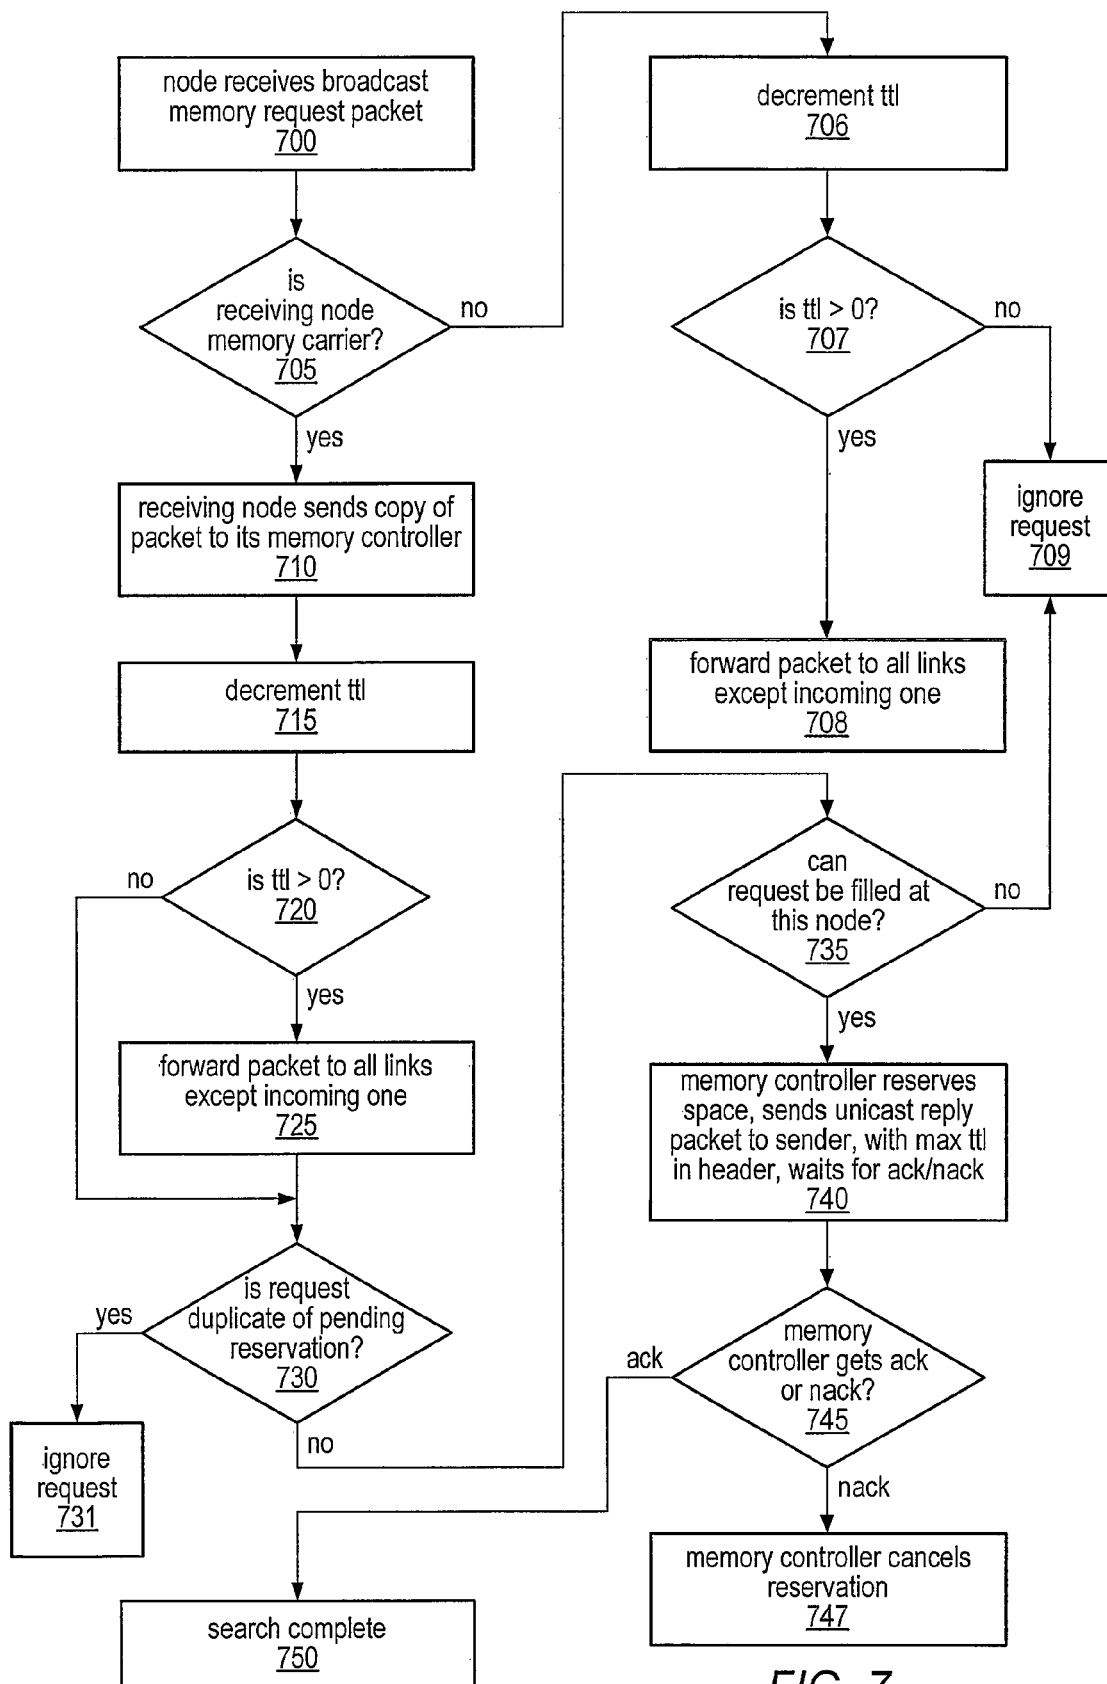 node receives broadcast
memory request packet
700
is
receiving node
memory carrier?
705
no
yes
decrement ttl
706
is ttl > 0?
707
no
yes
ignore
request
709
forward packet to all links
except incoming one
708
receiving node sends copy of
packet to its memory controller
710
decrement ttl
715
is ttl > 0?
720
no
yes
forward packet to all links
except incoming one
725
is request
duplicate of pending
reservation?
730
yes
no
ignore
request
731
can
request be filled at
this node?
735
no
yes
memory controller reserves
space, sends unicast reply
packet to sender, with max ttl
in header, waits for ack/nack
740
memory
controller gets ack
or nack?
745
ack
nack
memory controller cancels
reservation
747
search complete
750
FIG. 7